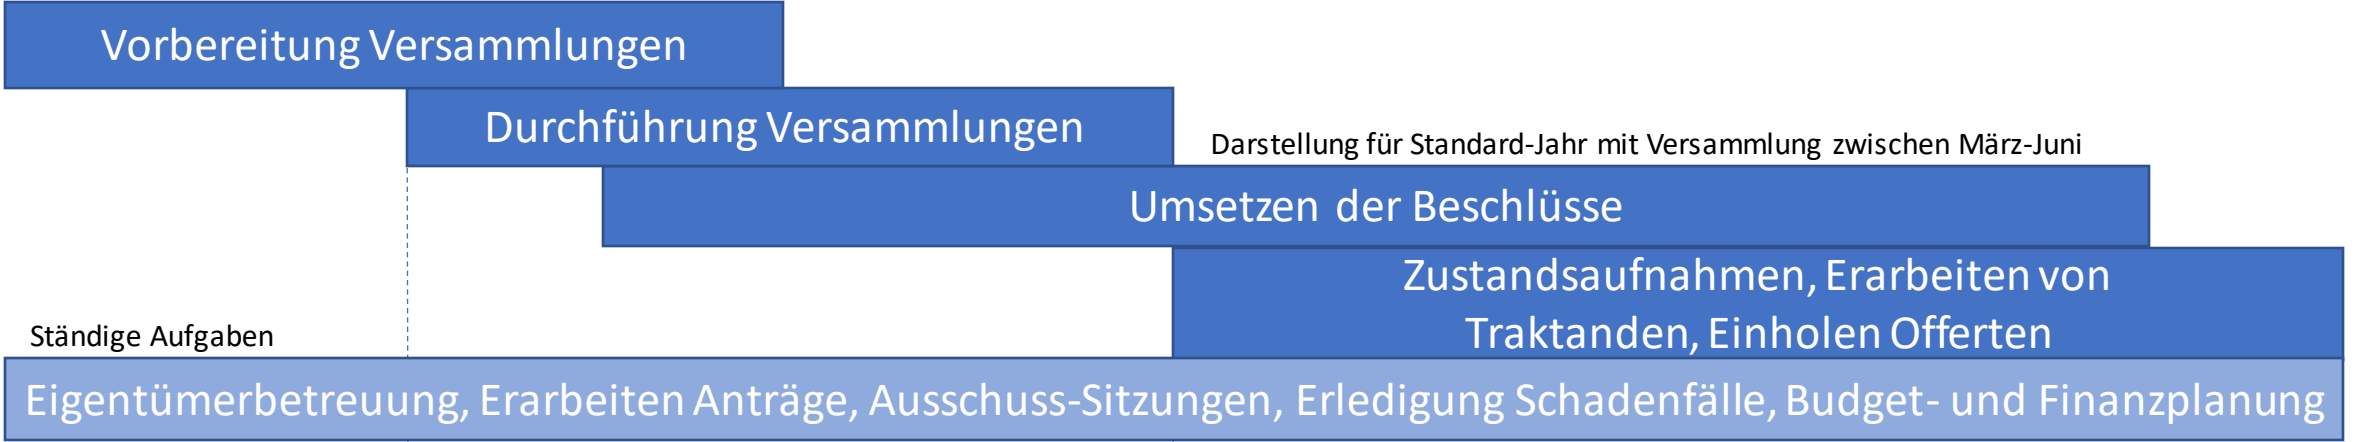 Vorbereitung Versammlungen
Durchführung Versammlungen
Darstellung für Standard-Jahr mit Versammlung zwischen März-Juni
Umsetzen der Beschlüsse
Zustandsaufnahmen, Erarbeiten von
Traktanden, Einholen Offerten
Ständige Aufgaben
Eigentümerbetreuung, Erarbeiten Anträge, Ausschuss-Sitzungen, Erledigung Schadenfälle, Budget- und Finanzplanung